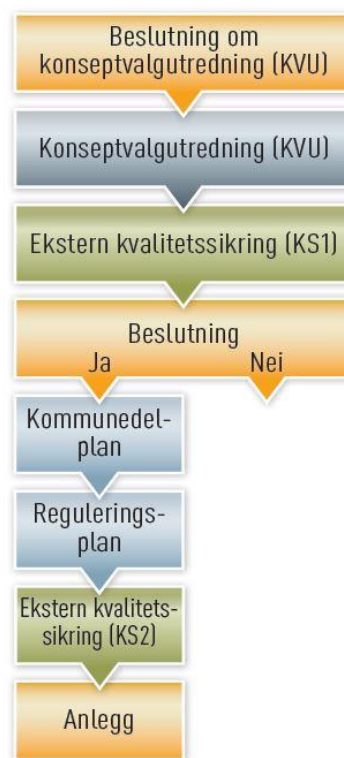 Beslutning om
konseptvalgutredning (KVU)
Konseptvalgutredning (KVU)
Ekstern kvalitetssikring (KS1)
Beslutning
Ja Nei
Kommunedel-
plan
Regulerings-
plan
Ekstern kvalitets-
sikring (KS2)
Anlegg